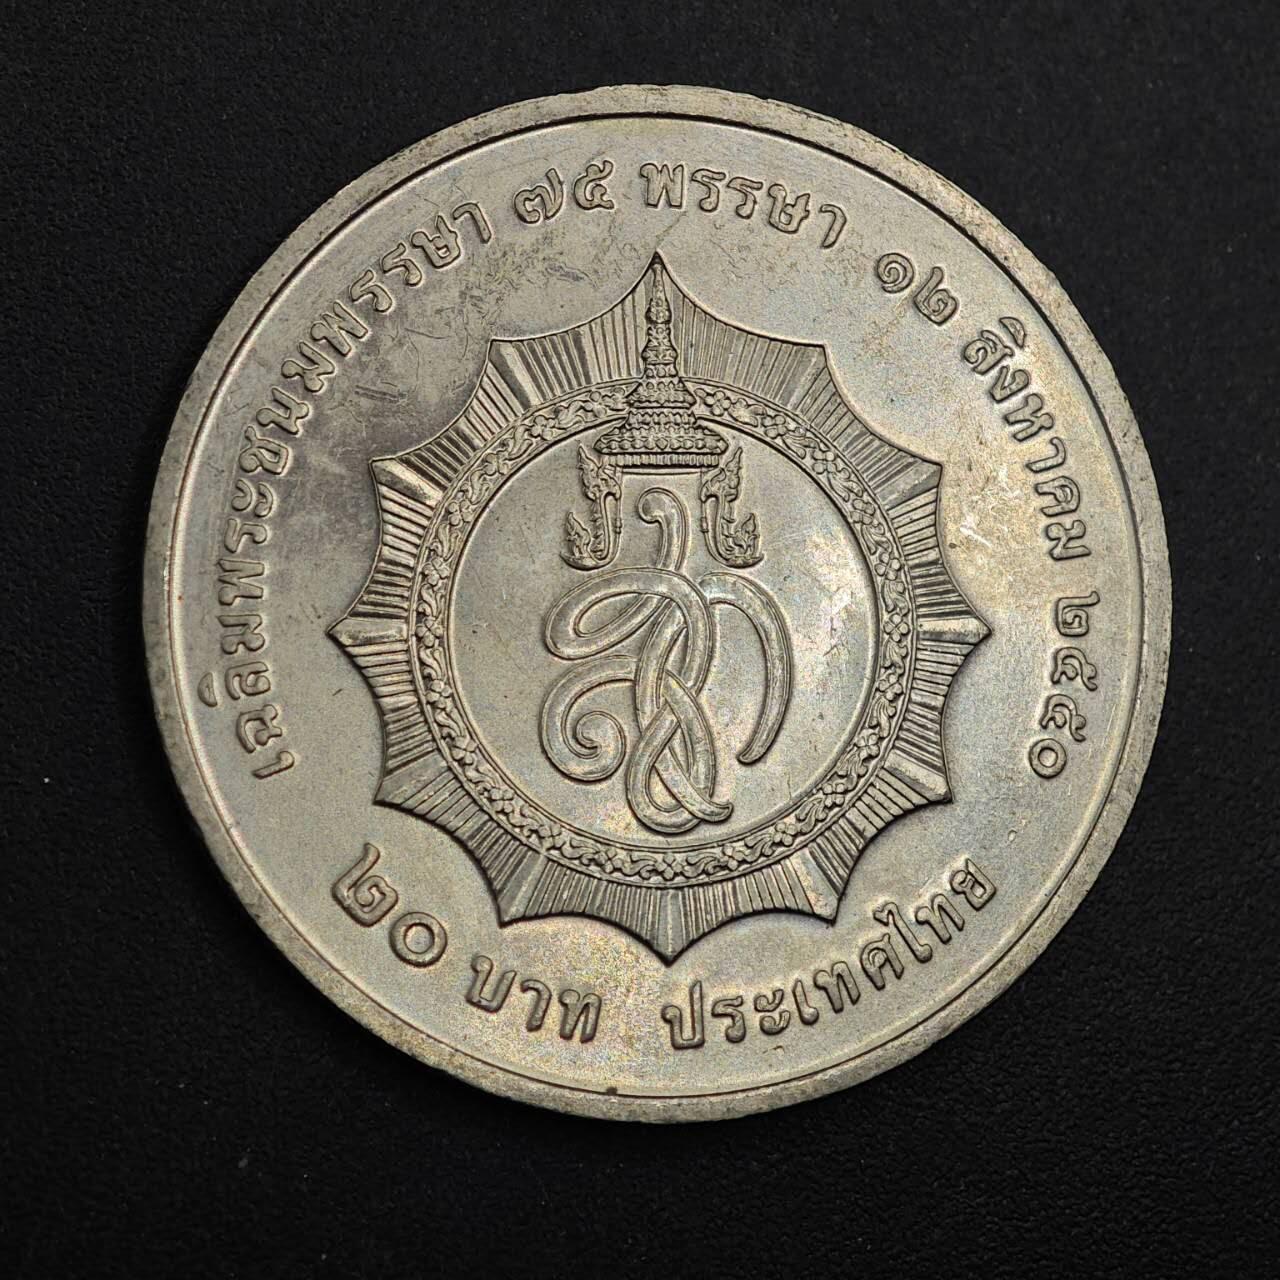 เฉลิมพระชนมพรรษา ๗๕ พรรษา ๑๒ สิงหาคม ๒๕๕๐
๒๐ บาท ประเทศไทย